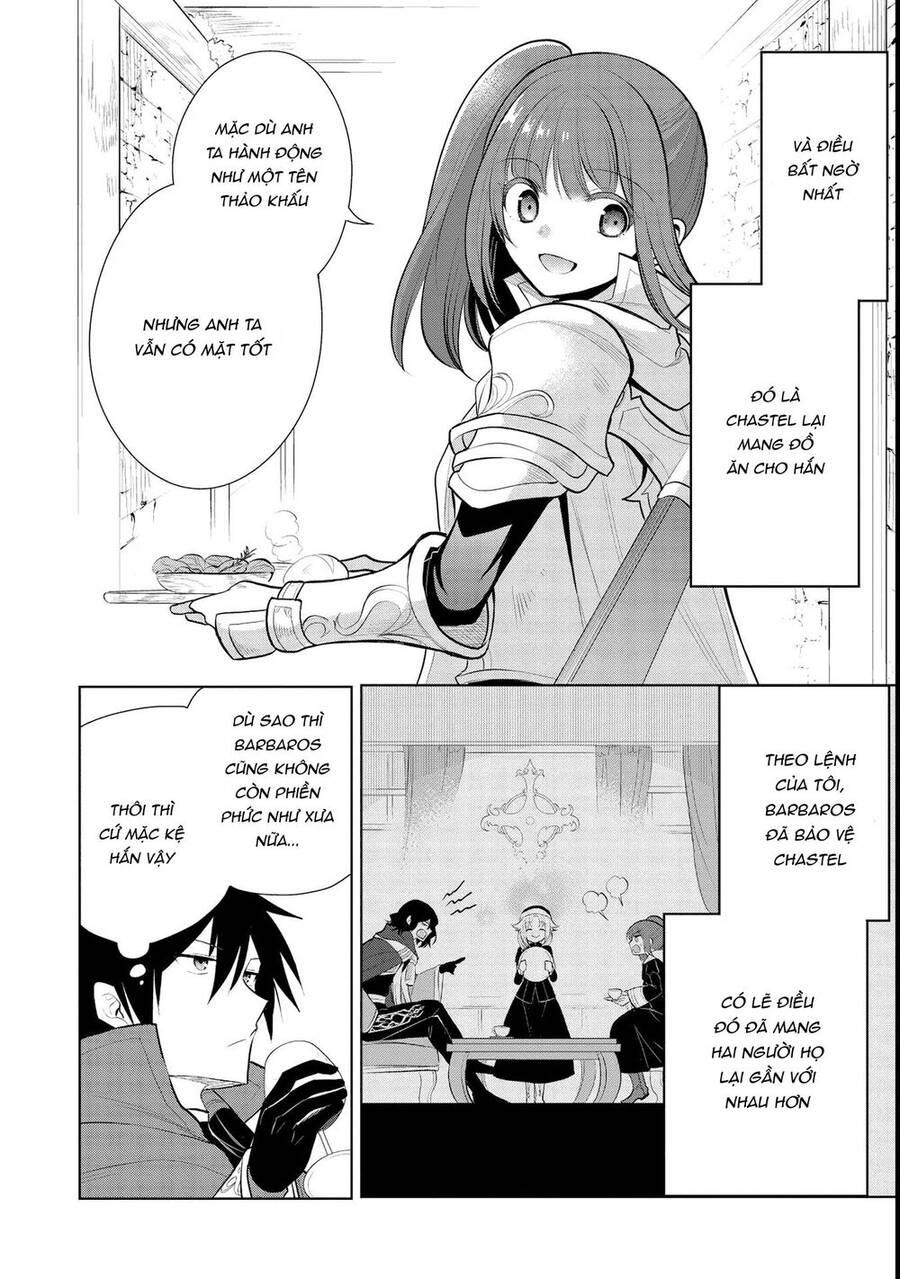 VÀ ĐIỀU
BẤT NGỜ
NHẤT
ĐÓ LÀ
CHASTEL LẠI
MANG ĐỒ
ĂN CHO HẮN
MẶC DÙ ANH
TA HÀNH ĐỘNG
NHƯ MỘT TÊN
THẢO KHẤU
NHƯNG ANH TA
VẪN CÓ MẶT TỐT
THEO LỆNH
CỦA TÔI,
BARBAROS
ĐÃ BẢO VỆ
CHASTEL
CÓ LẼ ĐIỀU
ĐÓ ĐÃ MANG
HAI NGƯỜI HỌ
LẠI GẦN VỚI
NHAU HƠN
DÙ SAO THÌ
BARBAROS
CŨNG KHÔNG
CÒN PHIỀN
PHỨC NHƯ XƯA
NỮA...
THÔI THÌ
CỨ MẶC KỆ
HẮN VẬY